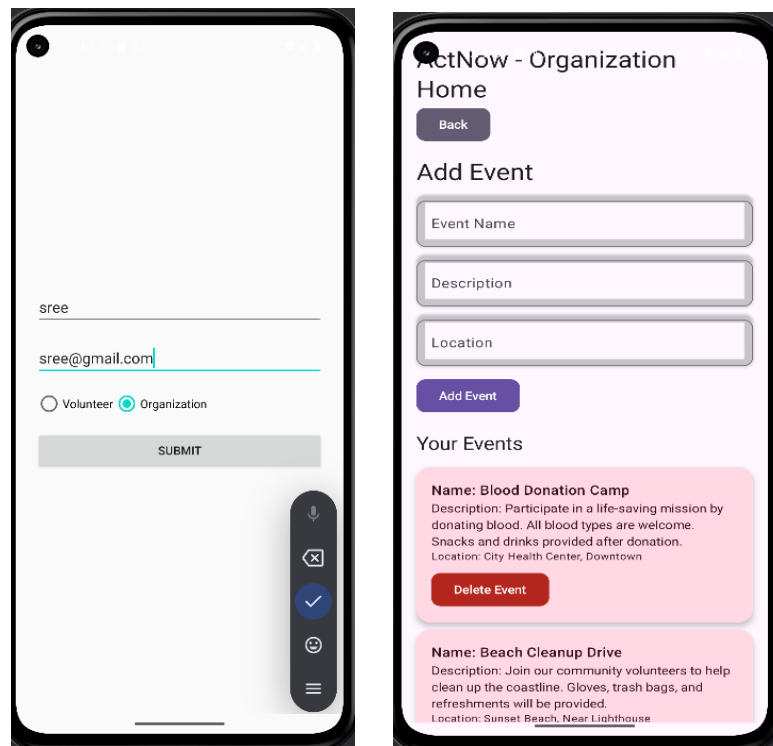 sree
sree@gmail.com
Volunteer
Organization
SUBMIT
ActNow - Organization
Home
Back
Add Event
Event Name
Description
Location
Add Event
Your Events
Name: Blood Donation Camp
Description: Participate in a life-saving mission by
donating blood. All blood types are welcome.
Snacks and drinks provided after donation.
Location: City Health Center, Downtown
Delete Event
Name: Beach Cleanup Drive
Description: Join our community volunteers to help
clean up the coastline. Gloves, trash bags, and
refreshments will be provided.
Location: Sunset Beach, Near Lighthouse